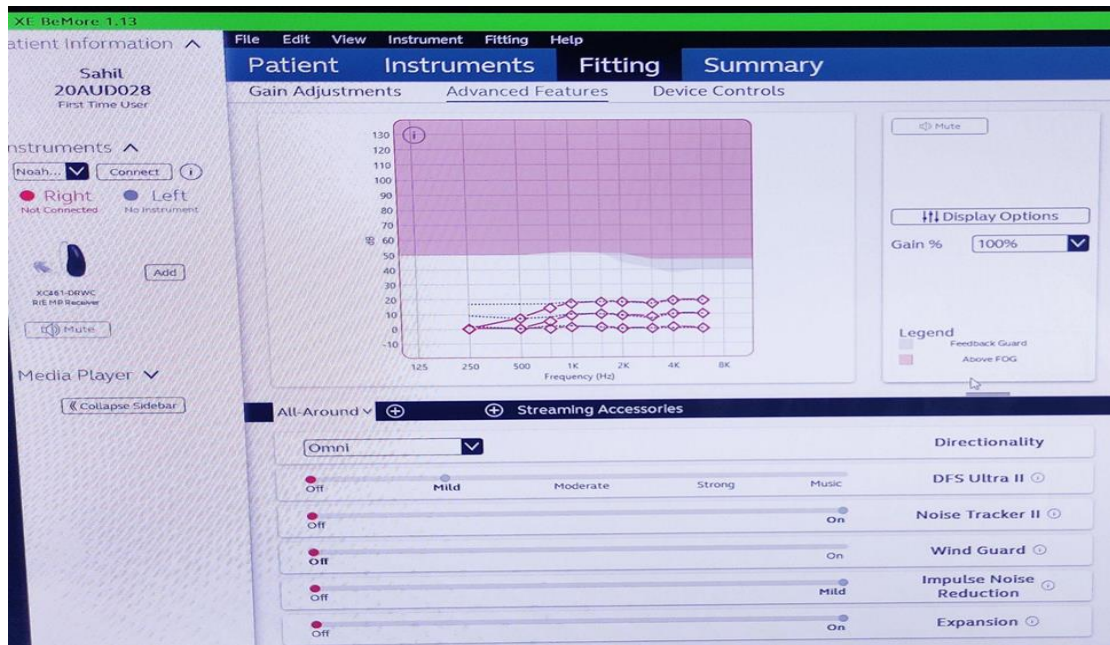 XE BeMore 1.13
atient Information
Sahil
20AUD028
First Time User
nstruments
Noah... Connect
Right Left
Not Connected No Instrument
Add
XC461-DRWC
RIE MP Receiver
Mute
Media Player
Collapse Sidebar
File Edit View Instrument Fitting Help
Patient Instruments Fitting Summary
Gain Adjustments Advanced Features Device Controls
130
120
110
100
90
80
70
60
50
40
30
20
10
0
-10
dB
125 250 500 1K 2K 4K 8K
Frequency (Hz)
Mute
Display Options
Gain % 100%
Legend
Feedback Guard
Above FOG
All-Around Streaming Accessories
Omni Directionality
Off Mild Moderate Strong Music DFS Ultra II
Off On Noise Tracker II
Off On Wind Guard
Off Mild Impulse Noise
Reduction
Off On Expansion